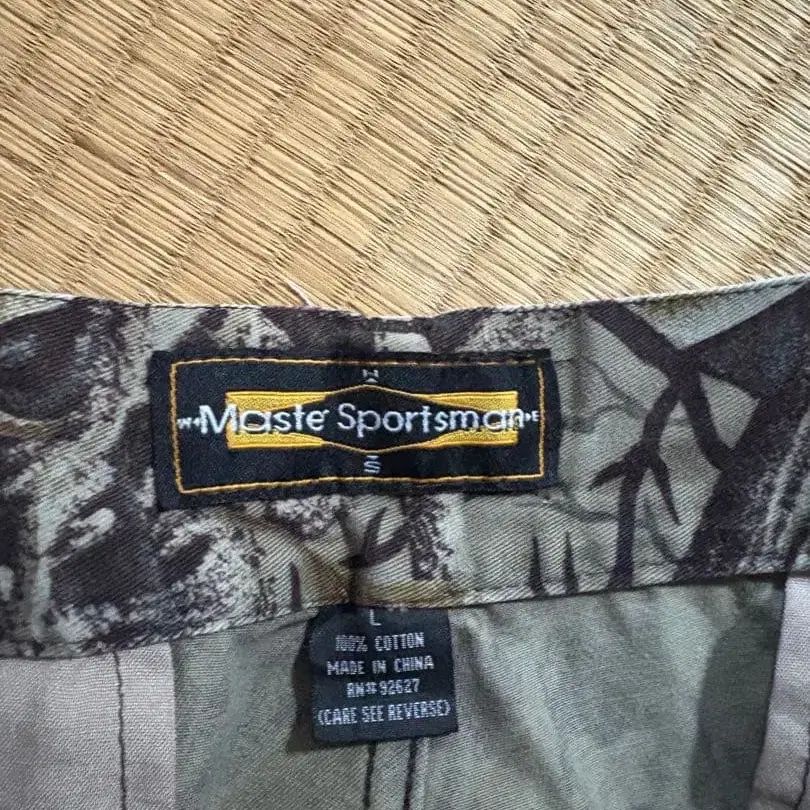 N
W Maste Sportsman E
S
L
100% COTTON
MADE IN CHINA
RN# 92627
(CARE SEE REVERSE)